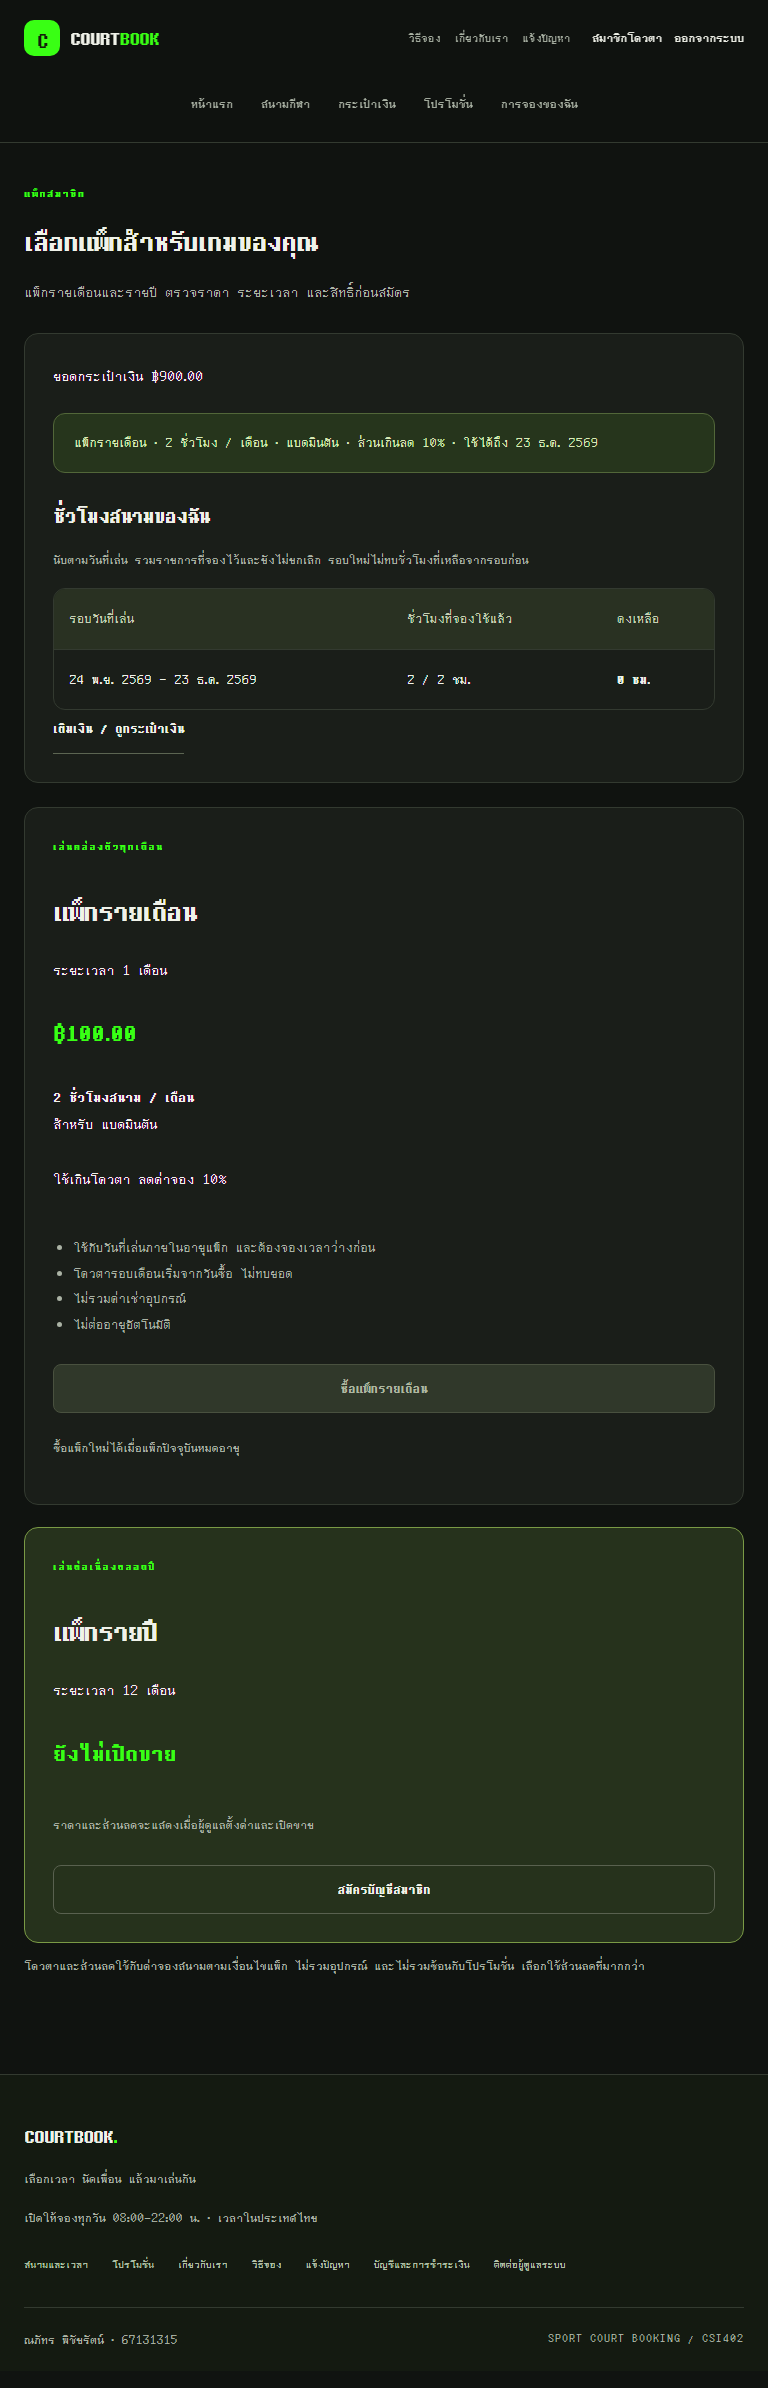 C COURTBOOK
วิธีจอง เกี่ยวกับเรา แจ้งปัญหา สมาชิกโควตา ออกจากระบบ
หน้าแรก สนามกีฬา กระเป๋าเงิน โปรโมชั่น การจองของฉัน
แพ็กสมาชิก
เลือกแพ็กสำหรับเกมของคุณ
แพ็กรายเดือนและรายปี ตรวจราคา ระยะเวลา และสิทธิ์ก่อนสมัคร
ยอดกระเป๋าเงิน ฿900.00
แพ็กรายเดือน · 2 ชั่วโมง / เดือน · แบดมินตัน · ส่วนเกินลด 10% · ใช้ได้ถึง 23 ธ.ค. 2569
ชั่วโมงสนามของฉัน
นับตามวันที่เล่น รวมรายการที่จองไว้และยังไม่ยกเลิก รอบใหม่ไม่ทบชั่วโมงที่เหลือจากรอบก่อน
รอบวันที่เล่น ชั่วโมงที่จองใช้แล้ว คงเหลือ
24 พ.ย. 2569 – 23 ธ.ค. 2569 2 / 2 ชม. 0 ชม.
เติมเงิน / ดูกระเป๋าเงิน
เล่นคล่องตัวทุกเดือน
แพ็กรายเดือน
ระยะเวลา 1 เดือน
฿100.00
2 ชั่วโมงสนาม / เดือน
สำหรับ แบดมินตัน
ใช้เกินโควตา ลดค่าจอง 10%
ใช้กับวันที่เล่นภายในอายุแพ็ก และต้องจองเวลาว่างก่อน
โควตารอบเดือนเริ่มจากวันซื้อ ไม่ทบยอด
ไม่รวมค่าเช่าอุปกรณ์
ไม่ต่ออายุอัตโนมัติ
ซื้อแพ็กรายเดือน
ซื้อแพ็กใหม่ได้เมื่อแพ็กปัจจุบันหมดอายุ
เล่นต่อเนื่องตลอดปี
แพ็กรายปี
ระยะเวลา 12 เดือน
ยังไม่เปิดขาย
ราคาและส่วนลดจะแสดงเมื่อผู้ดูแลตั้งค่าและเปิดขาย
สมัครบัญชีสมาชิก
โควตาและส่วนลดใช้กับค่าจองสนามตามเงื่อนไขแพ็ก ไม่รวมอุปกรณ์ และไม่รวมซ้อนกับโปรโมชั่น เลือกใช้ส่วนลดที่มากกว่า
COURTBOOK.
เลือกเวลา นัดเพื่อน แล้วมาเล่นกัน
เปิดให้จองทุกวัน 08:00–22:00 น. · เวลาในประเทศไทย
สนามและเวลา โปรโมชั่น เกี่ยวกับเรา วิธีจอง แจ้งปัญหา บัญชีและการชำระเงิน ติดต่อผู้ดูแลระบบ
ณภัทร พิชัยรัตน์ · 67131315
SPORT COURT BOOKING / CSI402